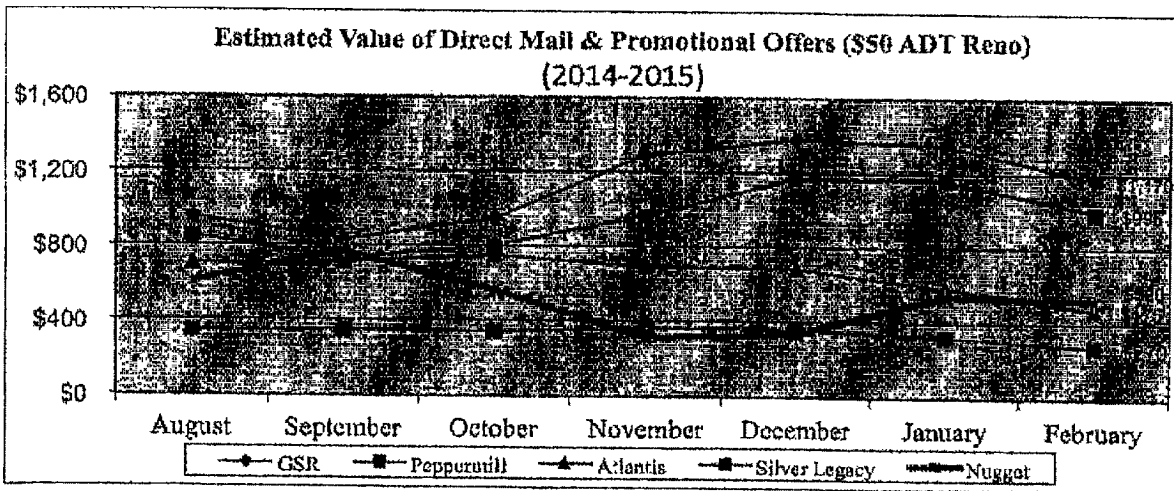 Estimated Value of Direct Mail & Promotional Offers ($50 ADT Reno)
(2014-2015)
$1,600
$1,200
$800
$400
$0
August September October November December January February
GSR Peppermill Atlantis Silver Legacy Nugget